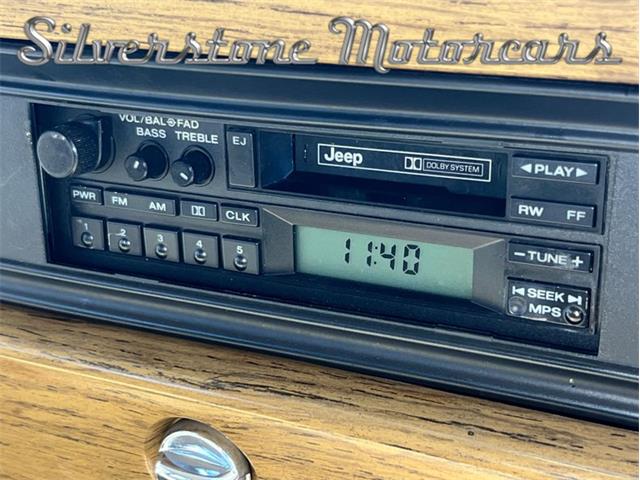 Silverstone Motorcars
VOL/BAL FAD
BASS TREBLE
EJ
Jeep DOLBY SYSTEM
◄PLAY►
RW FF
PWR FM AM CLK
1 2 3 4 5
11:40
− TUNE +
SEEK
MPS